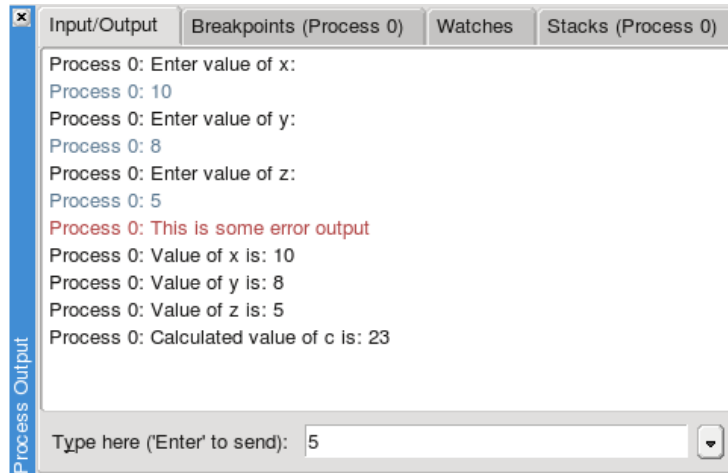 Input/Output
Breakpoints (Process 0)
Watches
Stacks (Process 0)
Process 0: Enter value of x:
Process 0: 10
Process 0: Enter value of y:
Process 0: 8
Process 0: Enter value of z:
Process 0: 5
Process 0: This is some error output
Process 0: Value of x is: 10
Process 0: Value of y is: 8
Process 0: Value of z is: 5
Process 0: Calculated value of c is: 23
Process Output
Type here ('Enter' to send): 5